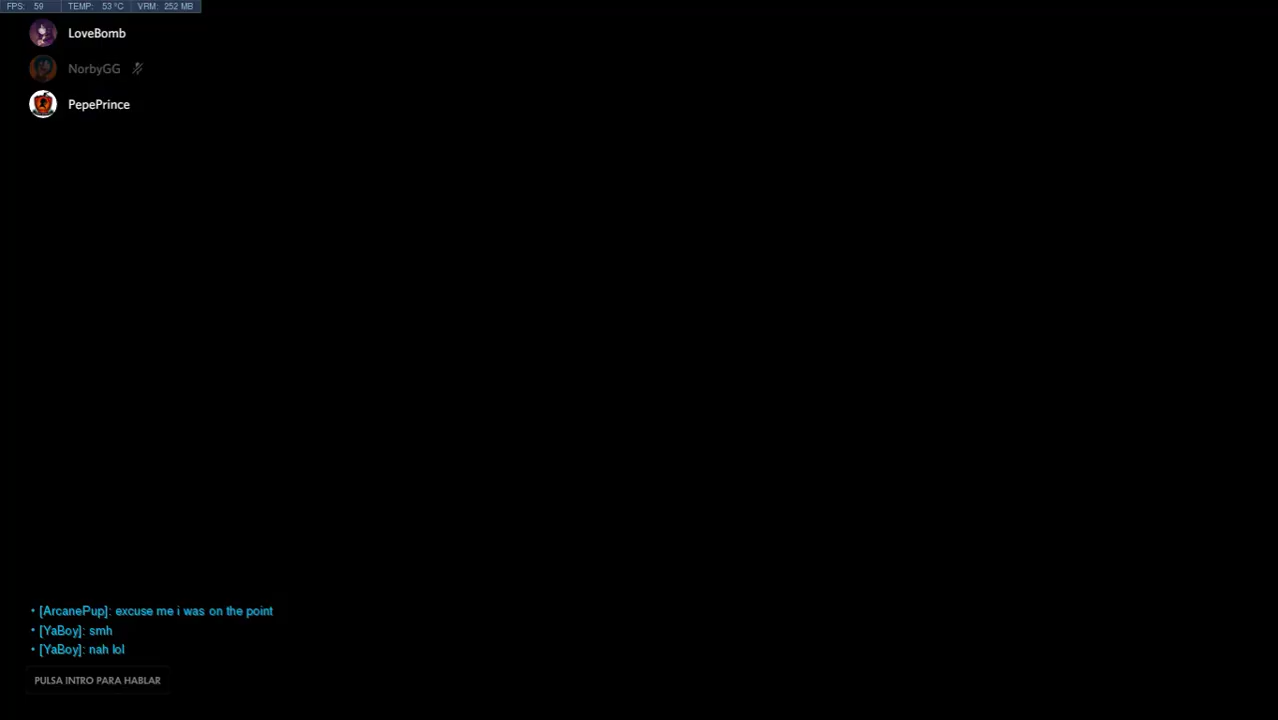 FPS: 59 TEMP: 53 °C VRM: 252 MB
LoveBomb
NorbyGG
PepePrince
• [ArcanePup]: excuse me i was on the point
• [YaBoy]: smh
• [YaBoy]: nah lol
PULSA INTRO PARA HABLAR